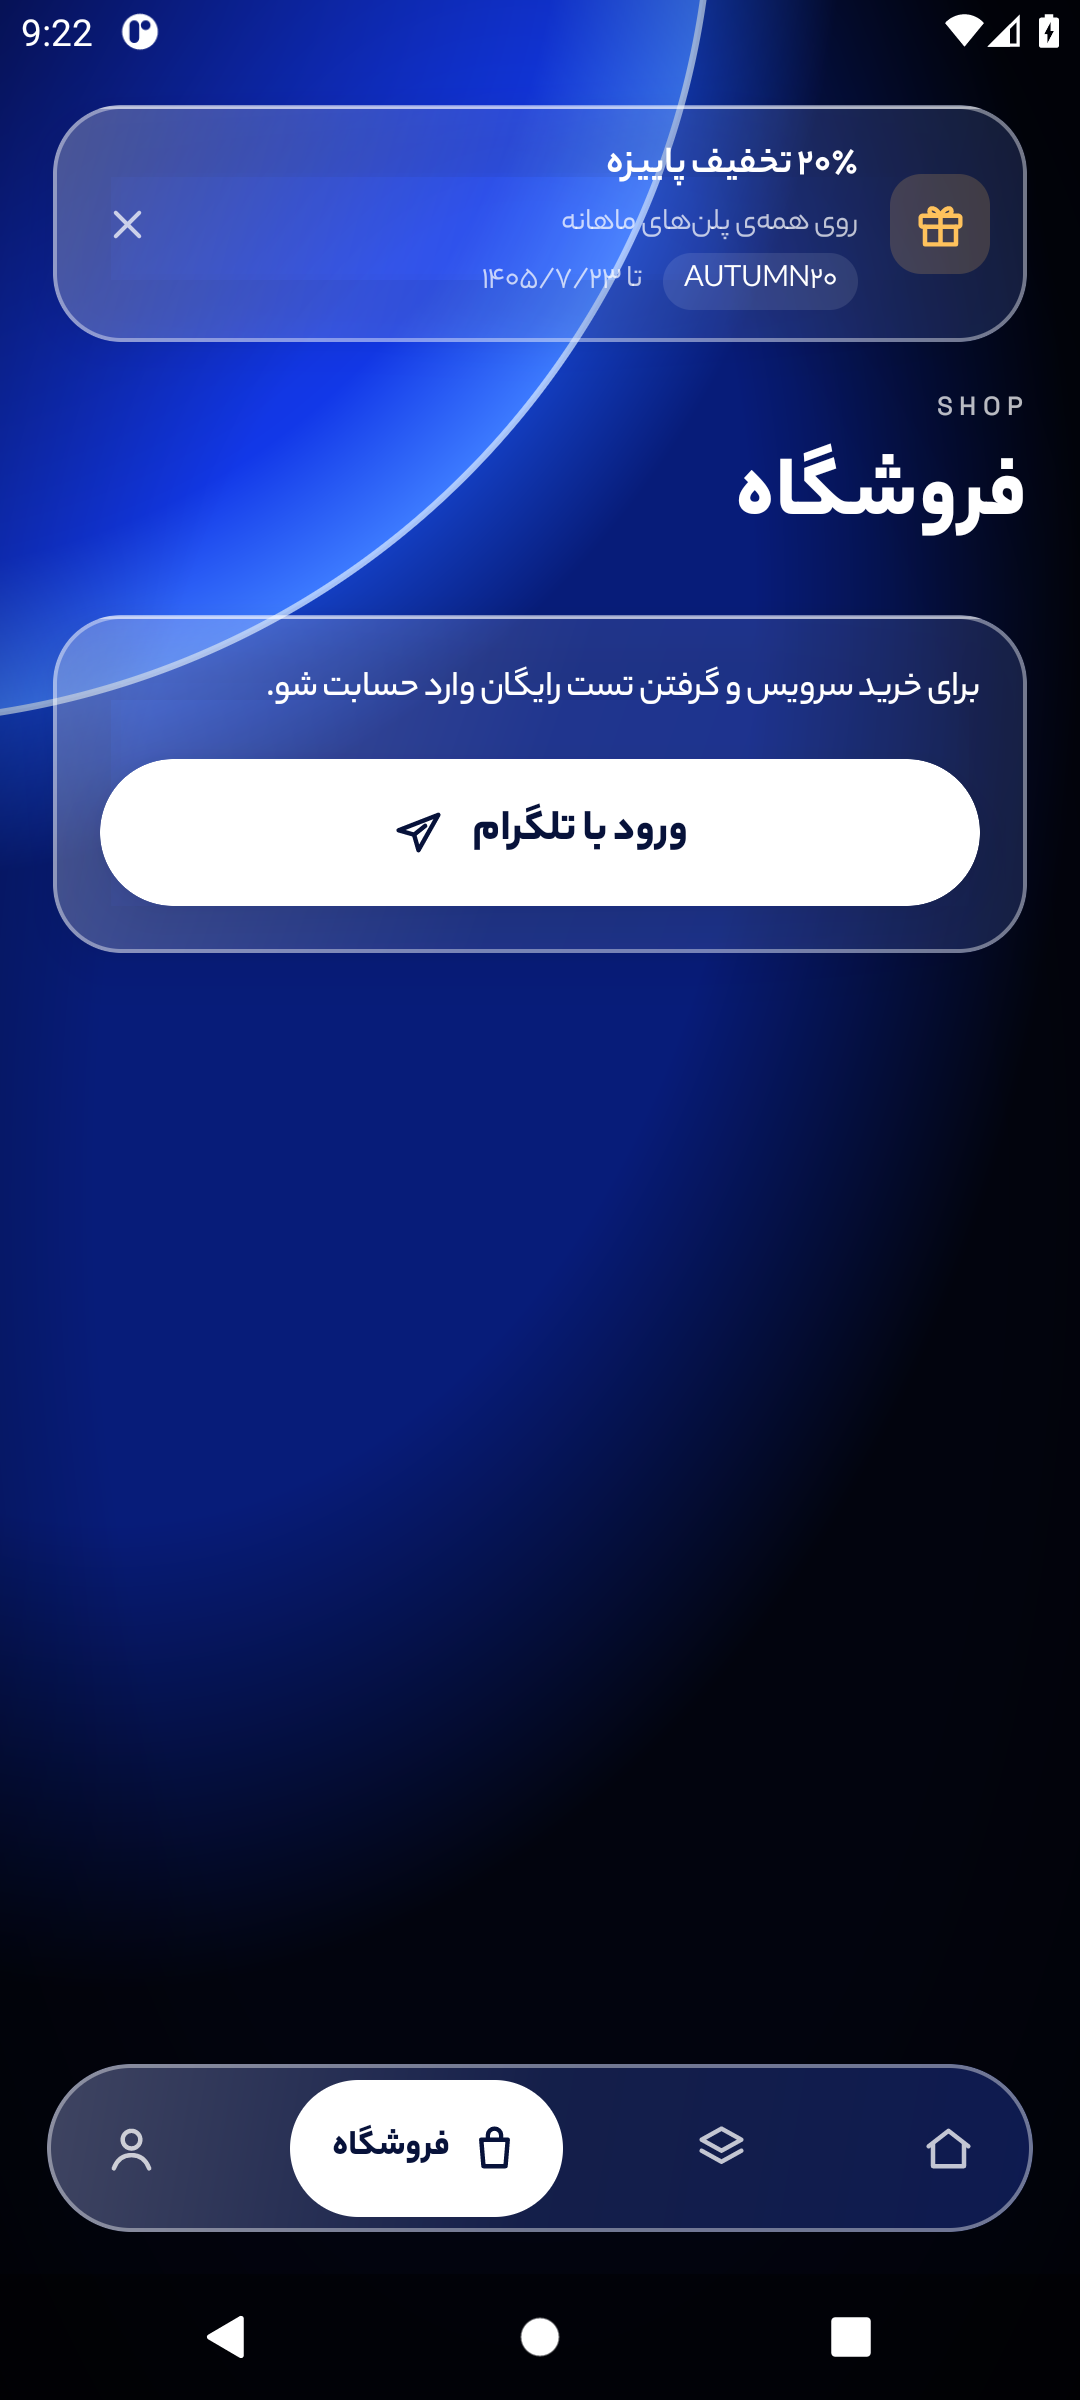 9:22
۲۰% تخفیف پاییزه
روی همه‌ی پلن‌های ماهانه
AUTUMN۲۰ تا ۱۴۰۵/۷/۲۳
SHOP
فروشگاه
برای خرید سرویس و گرفتن تست رایگان وارد حسابت شو.
ورود با تلگرام
فروشگاه